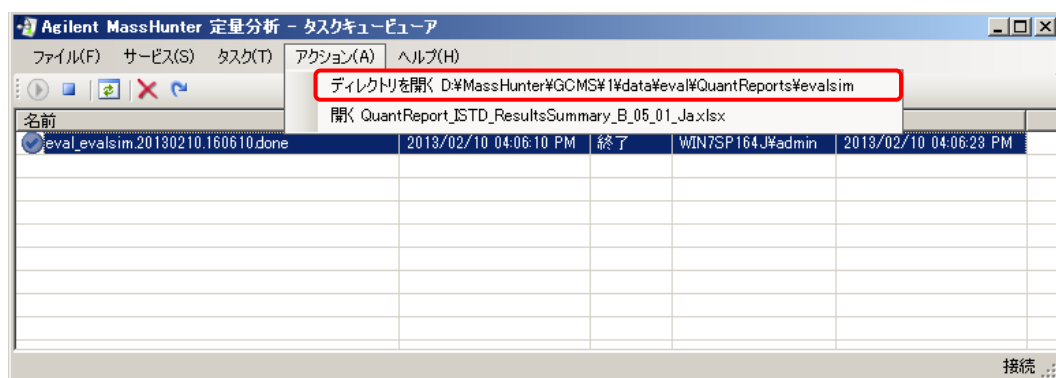 Agilent MassHunter 定量分析 - タスクキュービューア
ファイル(F) サービス(S) タスク(T) アクション(A) ヘルプ(H)
ディレクトリを開く D:¥MassHunter¥GCMS¥1¥data¥eval¥QuantReports¥evalsim
開く QuantReport_ISTD_ResultsSummary_B_05_01_Ja.xlsx
名前
eval_evalsim.20130210.160610.done 2013/02/10 04:06:10 PM 終了 WIN7SP164J¥admin 2013/02/10 04:06:23 PM
接続